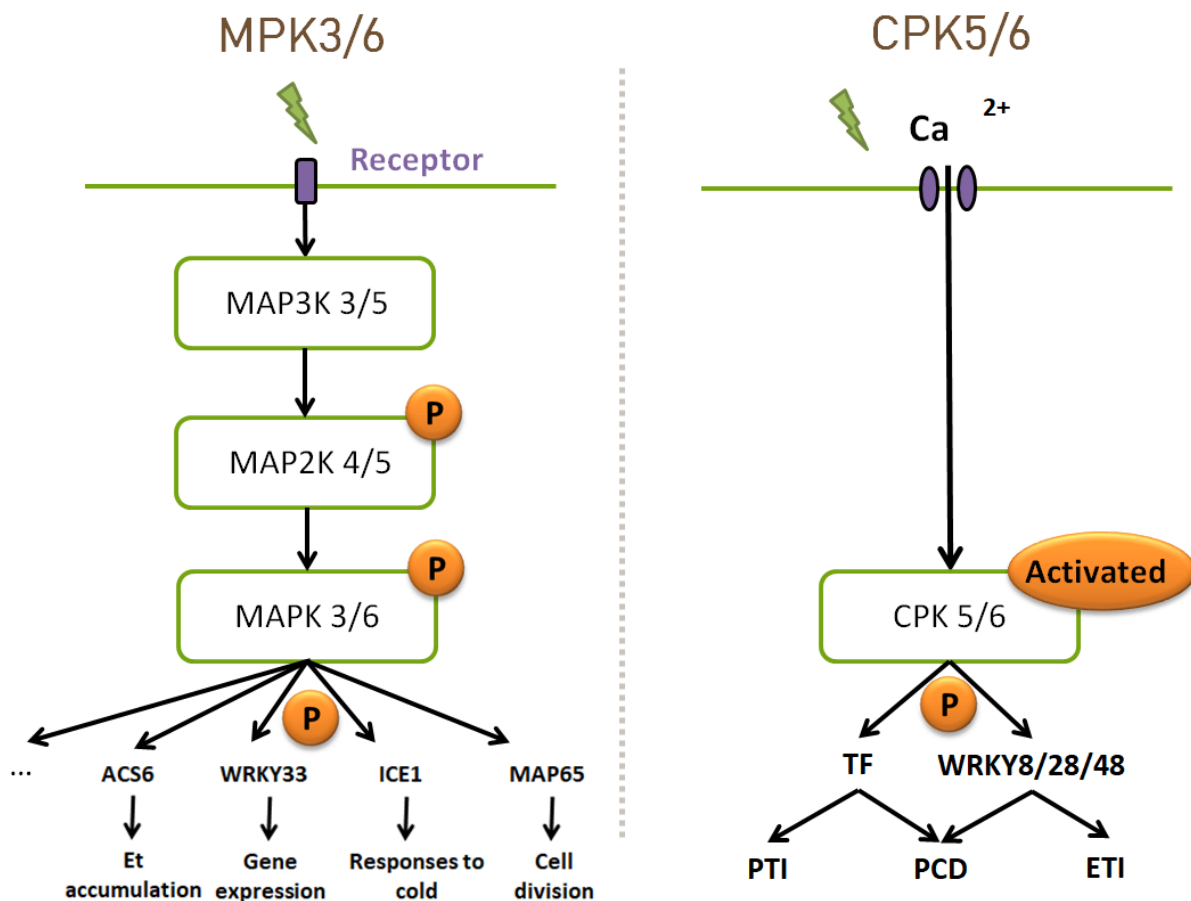 MPK3/6
CPK5/6
Receptor
Ca 2+
MAP3K 3/5
P
MAP2K 4/5
P
MAPK 3/6
Activated
CPK 5/6
P
P
... ACS6 WRKY33 ICE1 MAP65
TF WRKY8/28/48
Et accumulation
Gene expression
Responses to cold
Cell division
PTI PCD ETI